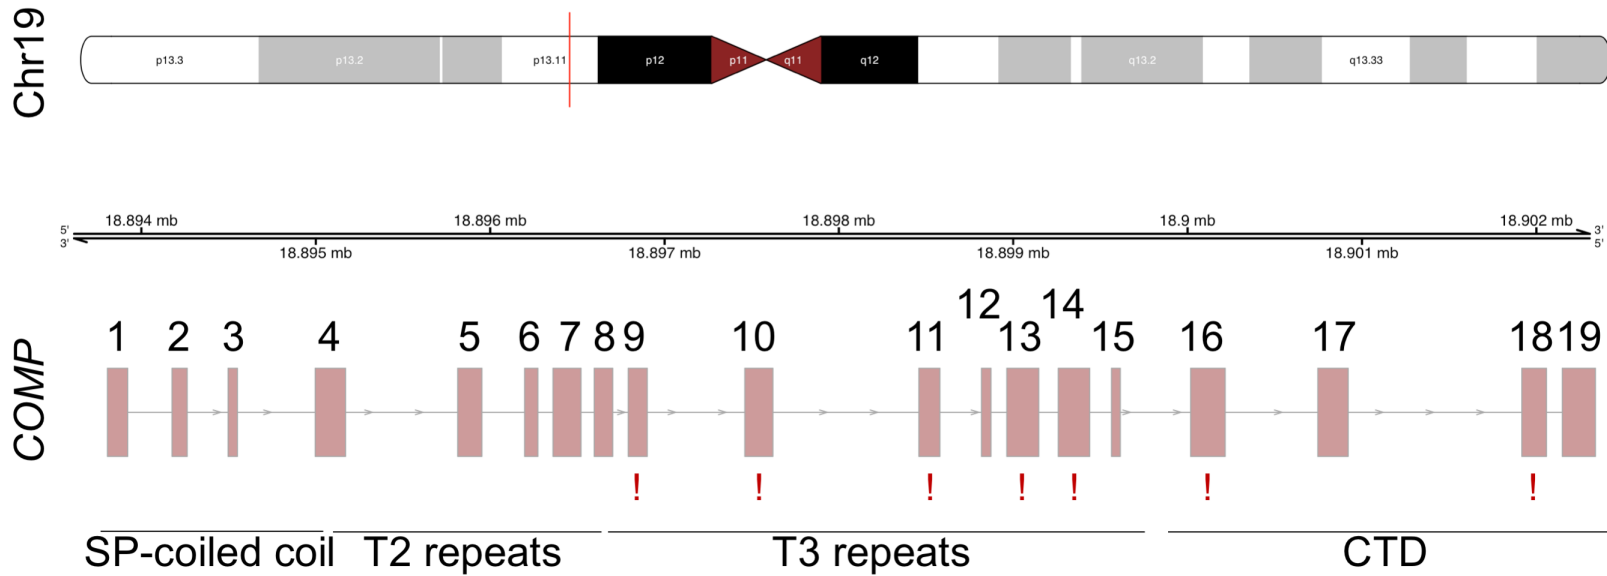 Chr19
p13.3 p13.2 p13.11 p12 p11 q11 q12 q13.2 q13.33
18.894 mb 18.896 mb 18.898 mb 18.9 mb 18.902 mb
5' 3'
3' 5'
18.895 mb 18.897 mb 18.899 mb 18.901 mb
12 14
1 2 3 4 5 6 7 8 9 10 11 13 15 16 17 18 19
COMP
! ! ! ! ! ! !
SP-coiled coil T2 repeats T3 repeats CTD